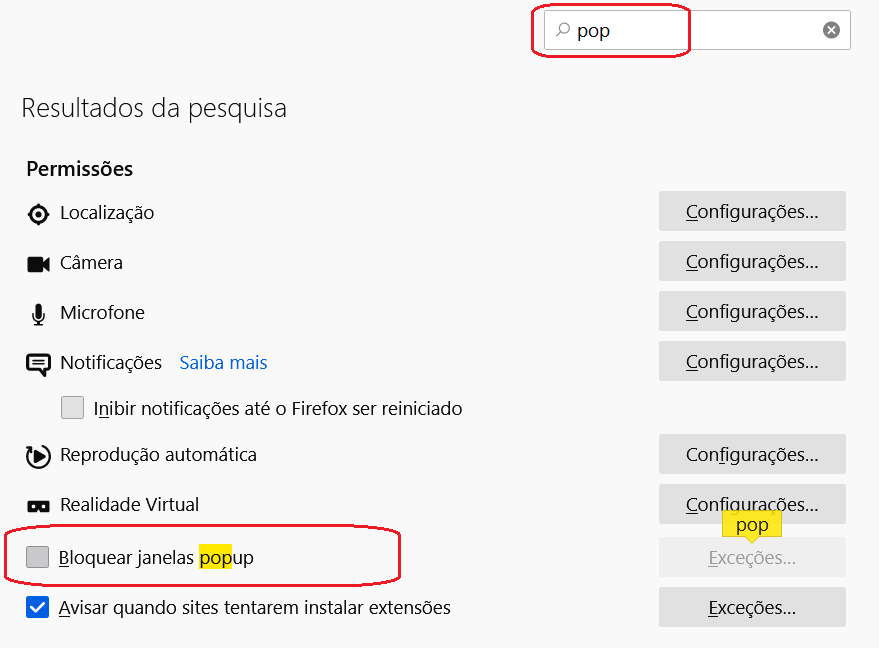 pop
Resultados da pesquisa
Permissões
Localização Configurações...
Câmera Configurações...
Microfone Configurações...
Notificações Saiba mais Configurações...
Inibir notificações até o Firefox ser reiniciado
Reprodução automática Configurações...
Realidade Virtual Configurações...
pop
Bloquear janelas popup Exceções...
Avisar quando sites tentarem instalar extensões Exceções...